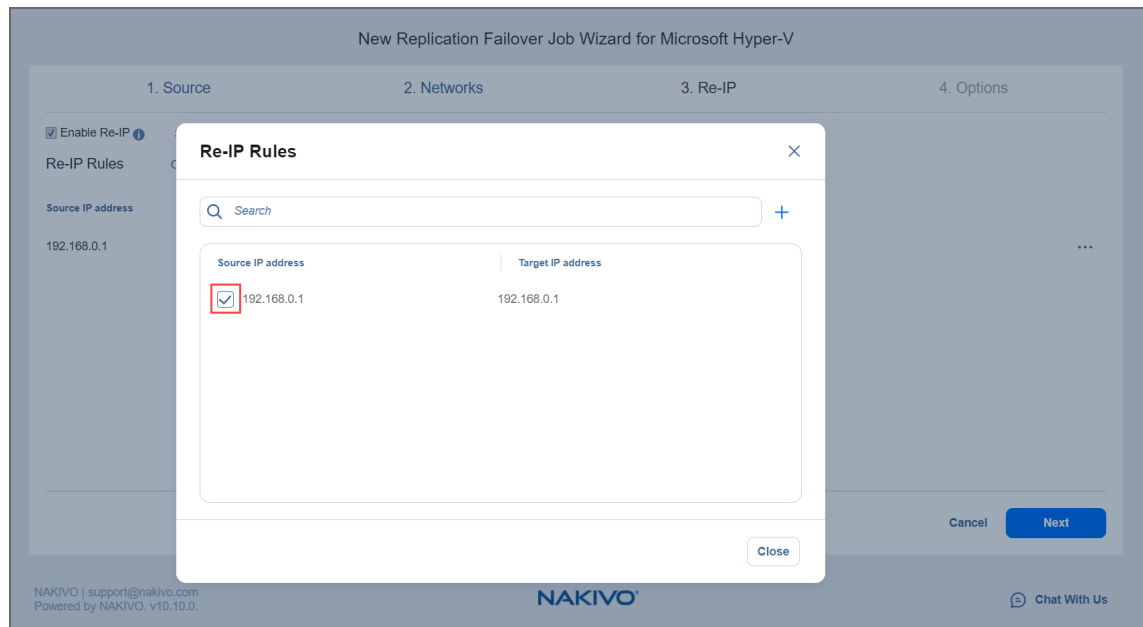 New Replication Failover Job Wizard for Microsoft Hyper-V
1. Source 2. Networks 3. Re-IP 4. Options
Enable Re-IP
Re-IP Rules
Source IP address
192.168.0.1
...
Re-IP Rules
Search
Source IP address Target IP address
192.168.0.1 192.168.0.1
Close
Cancel Next
NAKIVO | support@nakivo.com
Powered by NAKIVO. v10.10.0.
NAKIVO®
Chat With Us